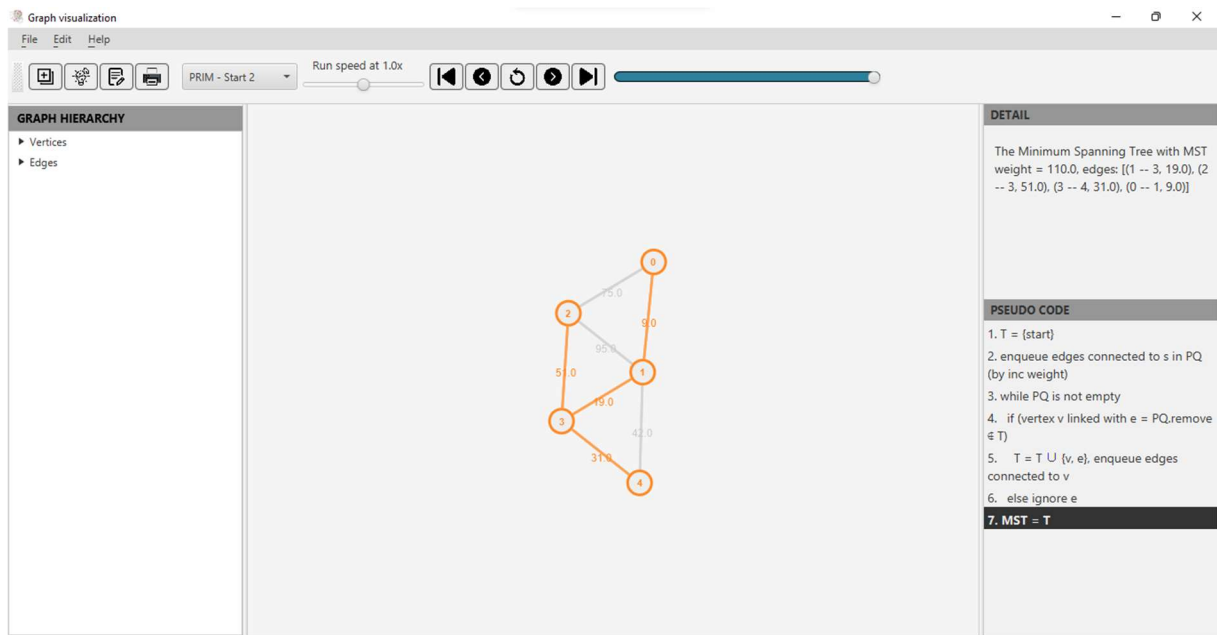 Graph visualization
File Edit Help
PRIM - Start 2
Run speed at 1.0x
GRAPH HIERARCHY
Vertices
Edges
0
75.0
2
9.0
95.0
51.0
1
19.0
3
42.0
31.0
4
DETAIL
The Minimum Spanning Tree with MST
weight = 110.0, edges: [(1 -- 3, 19.0), (2
-- 3, 51.0), (3 -- 4, 31.0), (0 -- 1, 9.0)]
PSEUDO CODE
1. T = {start}
2. enqueue edges connected to s in PQ
(by inc weight)
3. while PQ is not empty
4. if (vertex v linked with e = PQ.remove
∉ T)
5. T = T ∪ {v, e}, enqueue edges
connected to v
6. else ignore e
7. MST = T